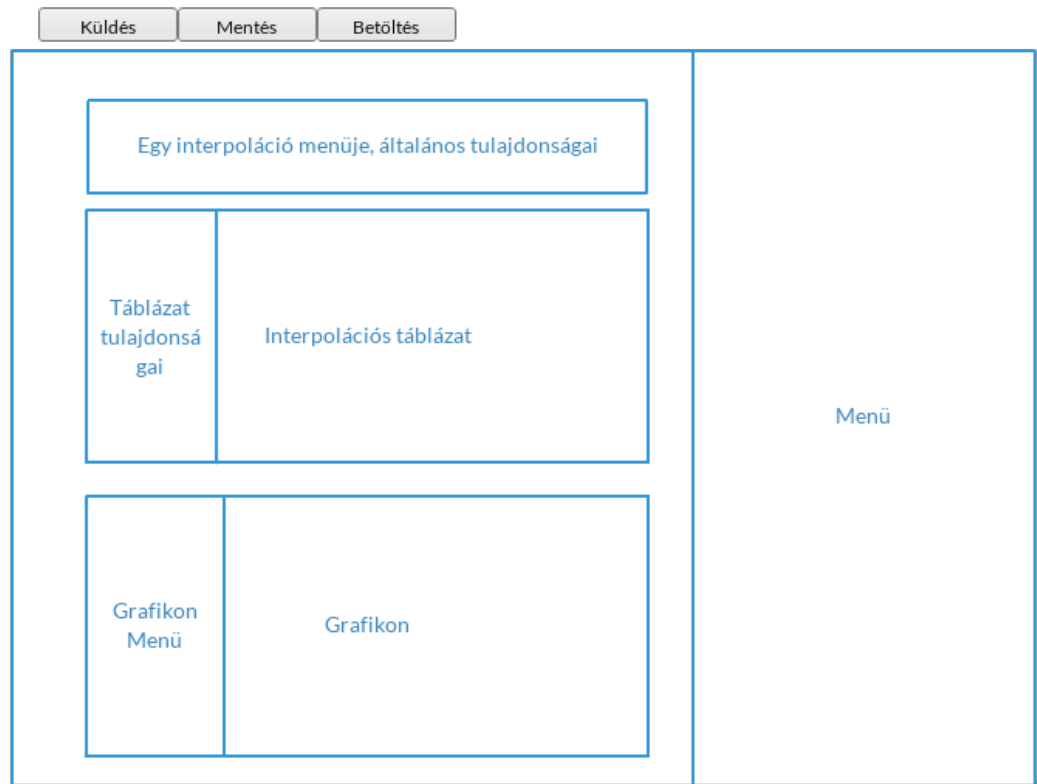 Küldés Mentés Betöltés
Egy interpoláció menüje, általános tulajdonságai
Táblázat
tulajdonsá
gai
Interpolációs táblázat
Menü
Grafikon
Menü
Grafikon